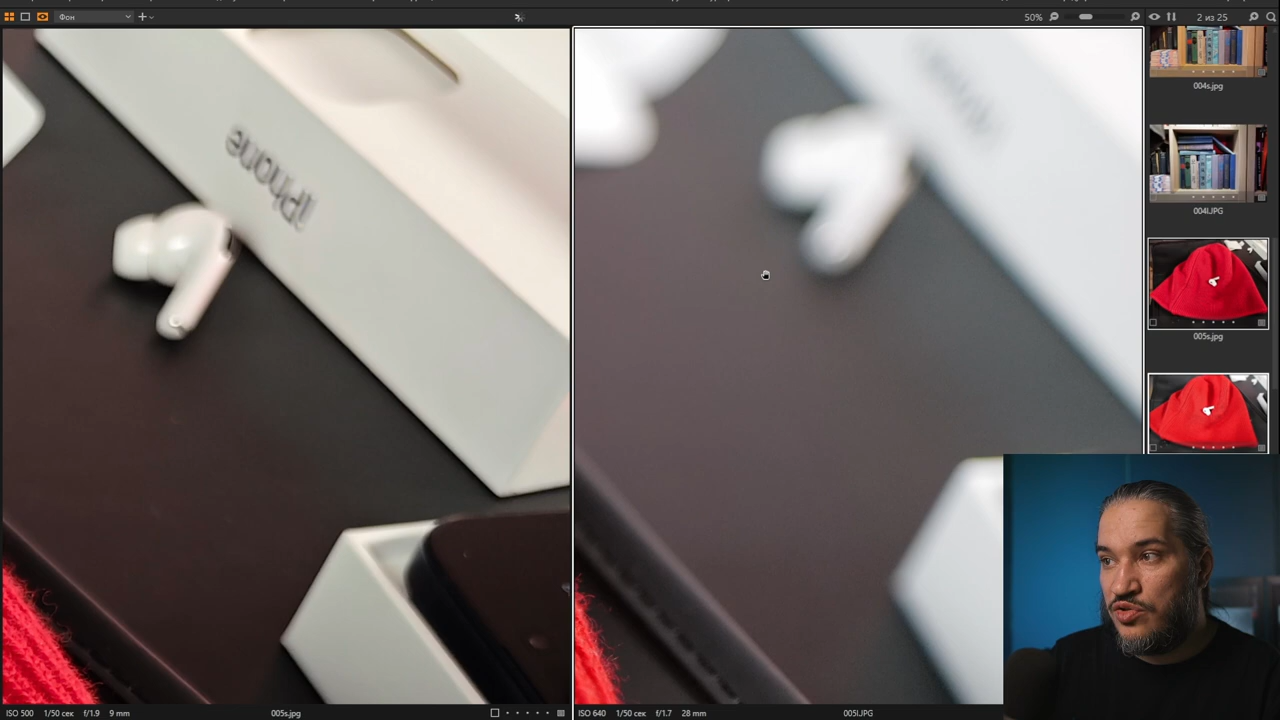 Фон
50%
2 из 25
004s.jpg
004l.JPG
005s.jpg
iPhone
ISO 500 1/50 сек f/1.9 9 mm 005s.jpg
ISO 640 1/50 сек f/1.7 28 mm 005l.JPG